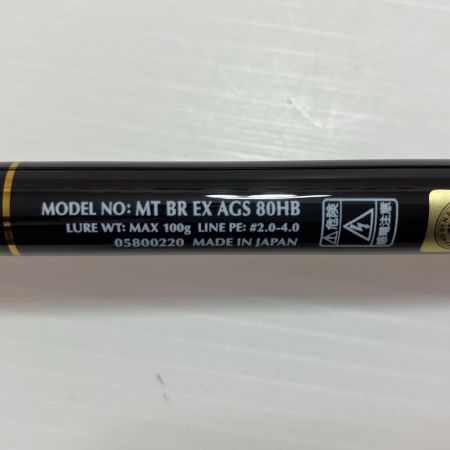 MODEL NO: MT BR EX AGS 80HB
LURE WT: MAX 100g LINE PE: #2.0-4.0
05800220 MADE IN JAPAN
危険
感電注意